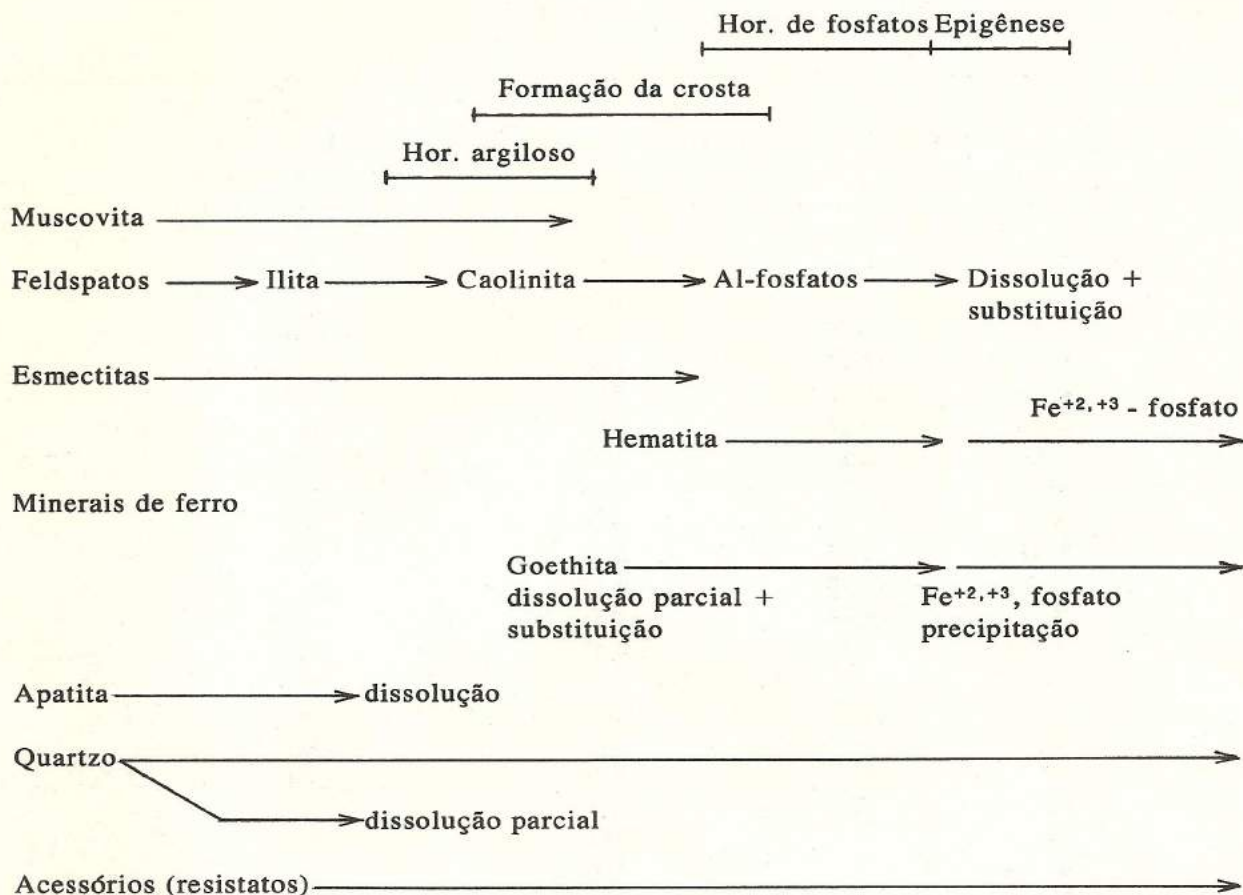 Hor. de fosfatos Epigênese
Formação da crosta
Hor. argiloso
Muscovita
Feldspatos Ilita Caolinita Al-fosfatos Dissolução +
substituição
Esmectitas
Fe+2,+3 - fosfato
Hematita
Minerais de ferro
Goethita
dissolução parcial + Fe+2,+3, fosfato
substituição precipitação
Apatita dissolução
Quartzo
dissolução parcial
Acessórios (resistatos)